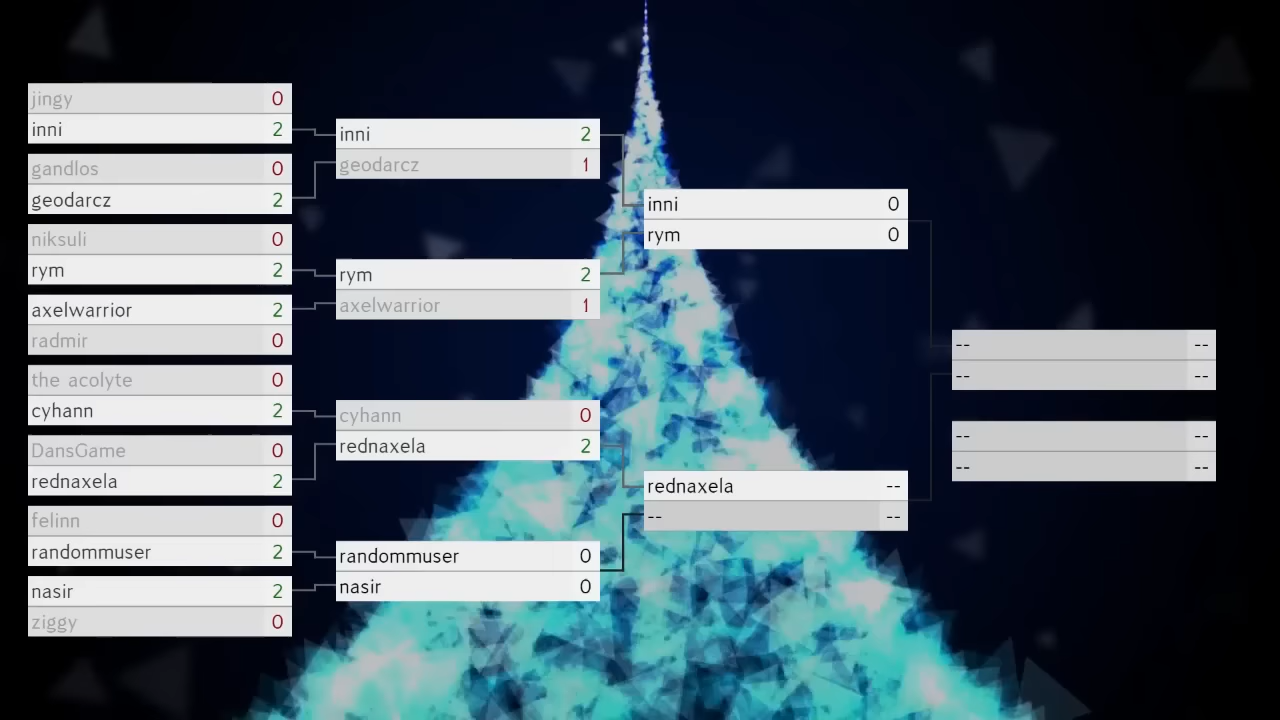 jingy 0
inni 2
gandlos 0
geodarcz 2
niksuli 0
rym 2
axelwarrior 2
radmir 0
the acolyte 0
cyhann 2
DansGame 0
rednaxela 2
felinn 0
randommuser 2
nasir 2
ziggy 0
inni 2
geodarcz 1
rym 2
axelwarrior 1
cyhann 0
rednaxela 2
randommuser 0
nasir 0
inni 0
rym 0
rednaxela --
-- --
-- --
-- --
-- --
-- --